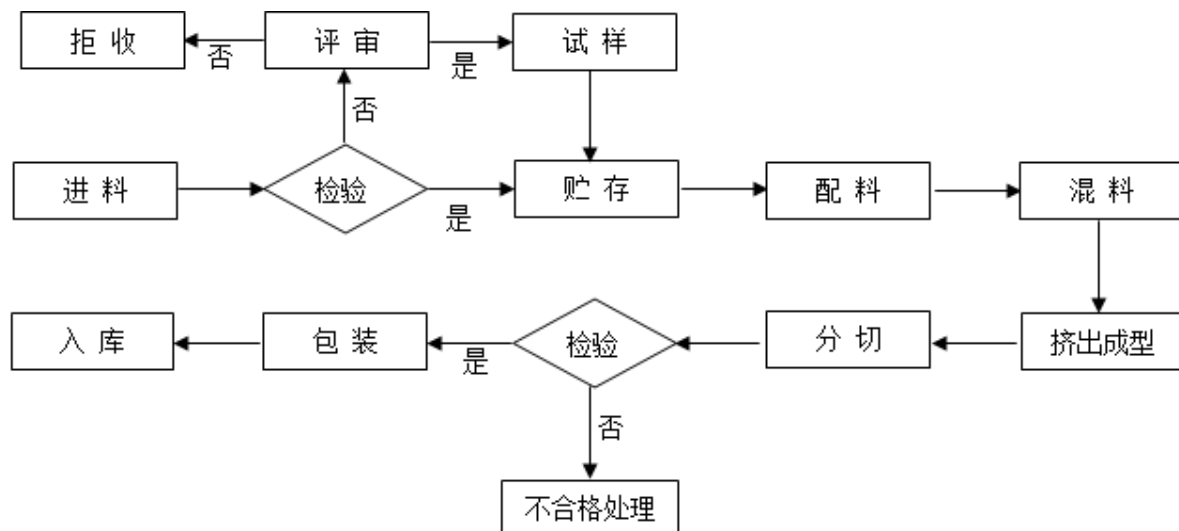 拒 收
否
评 审
是
试 样
否
进 料
检验
是
贮 存
配 料
混 料
入 库
包 装
是
检验
分 切
挤出成型
否
不合格处理